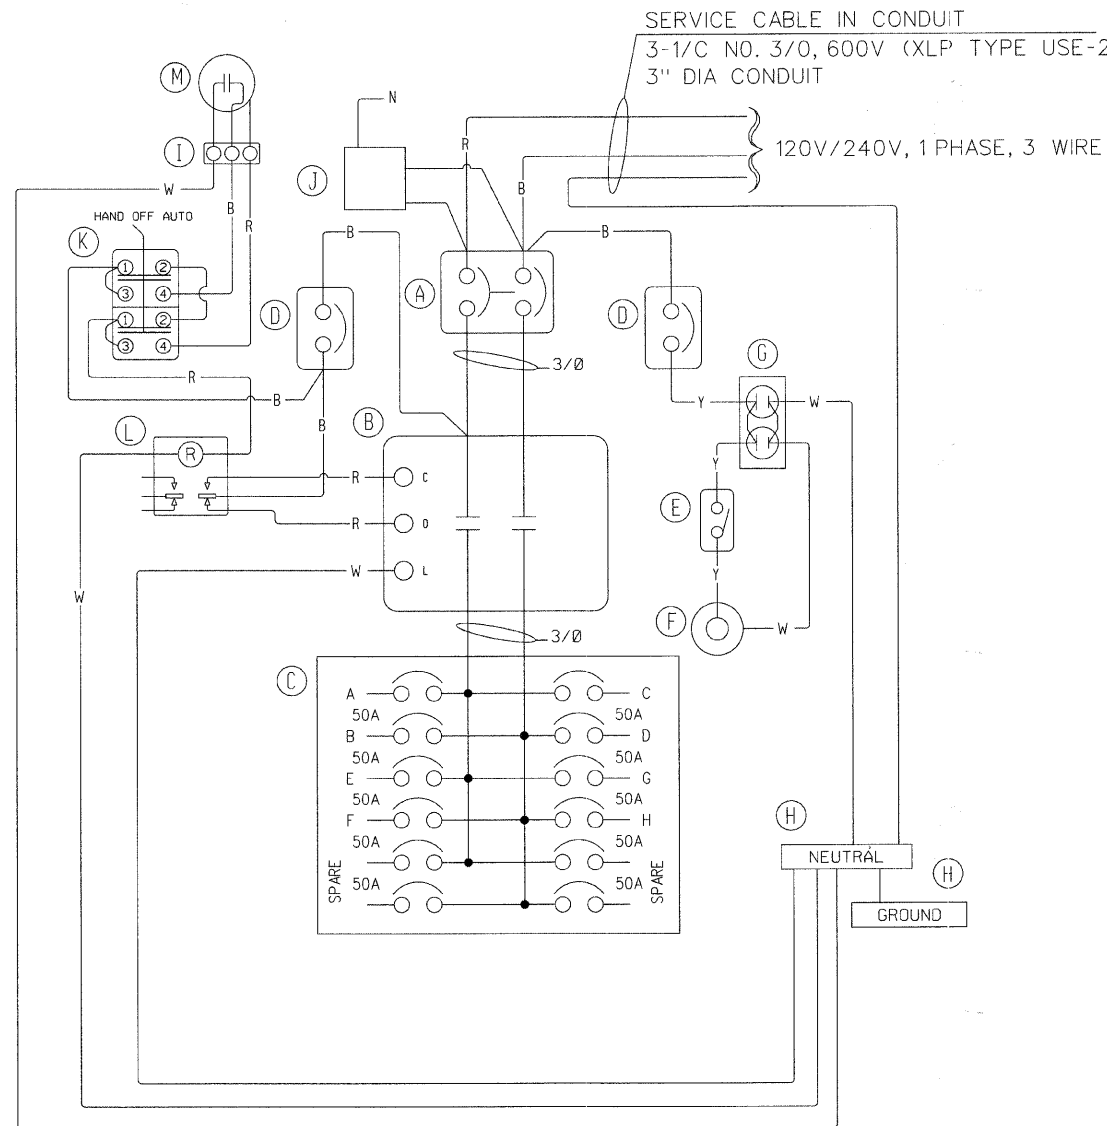 SERVICE CABLE IN CONDUIT
3-1/C NO. 3/0, 600V (XLP TYPE USE-2
3" DIA CONDUIT
M
N
I
R
120V/240V, 1 PHASE, 3 WIRE
J
W
B
B
R
HAND OFF AUTO
K
B
B
1 2
A
3 4
D
D
1 2
3 4
G
3/Ø
R
B
Y
W
L
B
B
R
R
C
Y
E
R
O
W
L
Y
W
F
W
3/Ø
C
A
C
50A
50A
B
D
50A
50A
E
G
50A
50A
F
H
50A
50A
H
NEUTRAL
50A
50A
SPARE
SPARE
H
GROUND